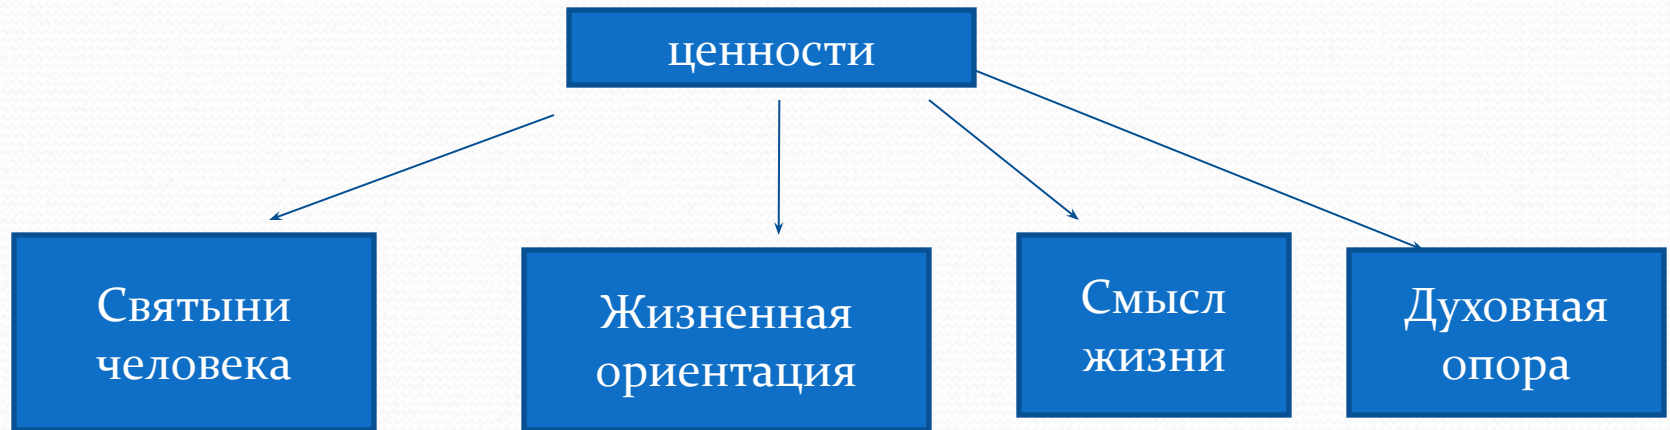 ценности
Святыни
человека
Жизненная
ориентация
Смысл
жизни
Духовная
опора